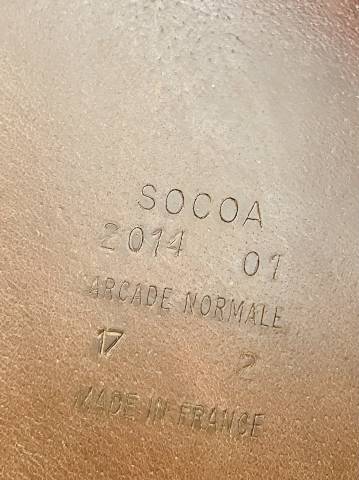 SOCOA
2014 01
ARCADE NORMALE
17 2
MADE IN FRANCE